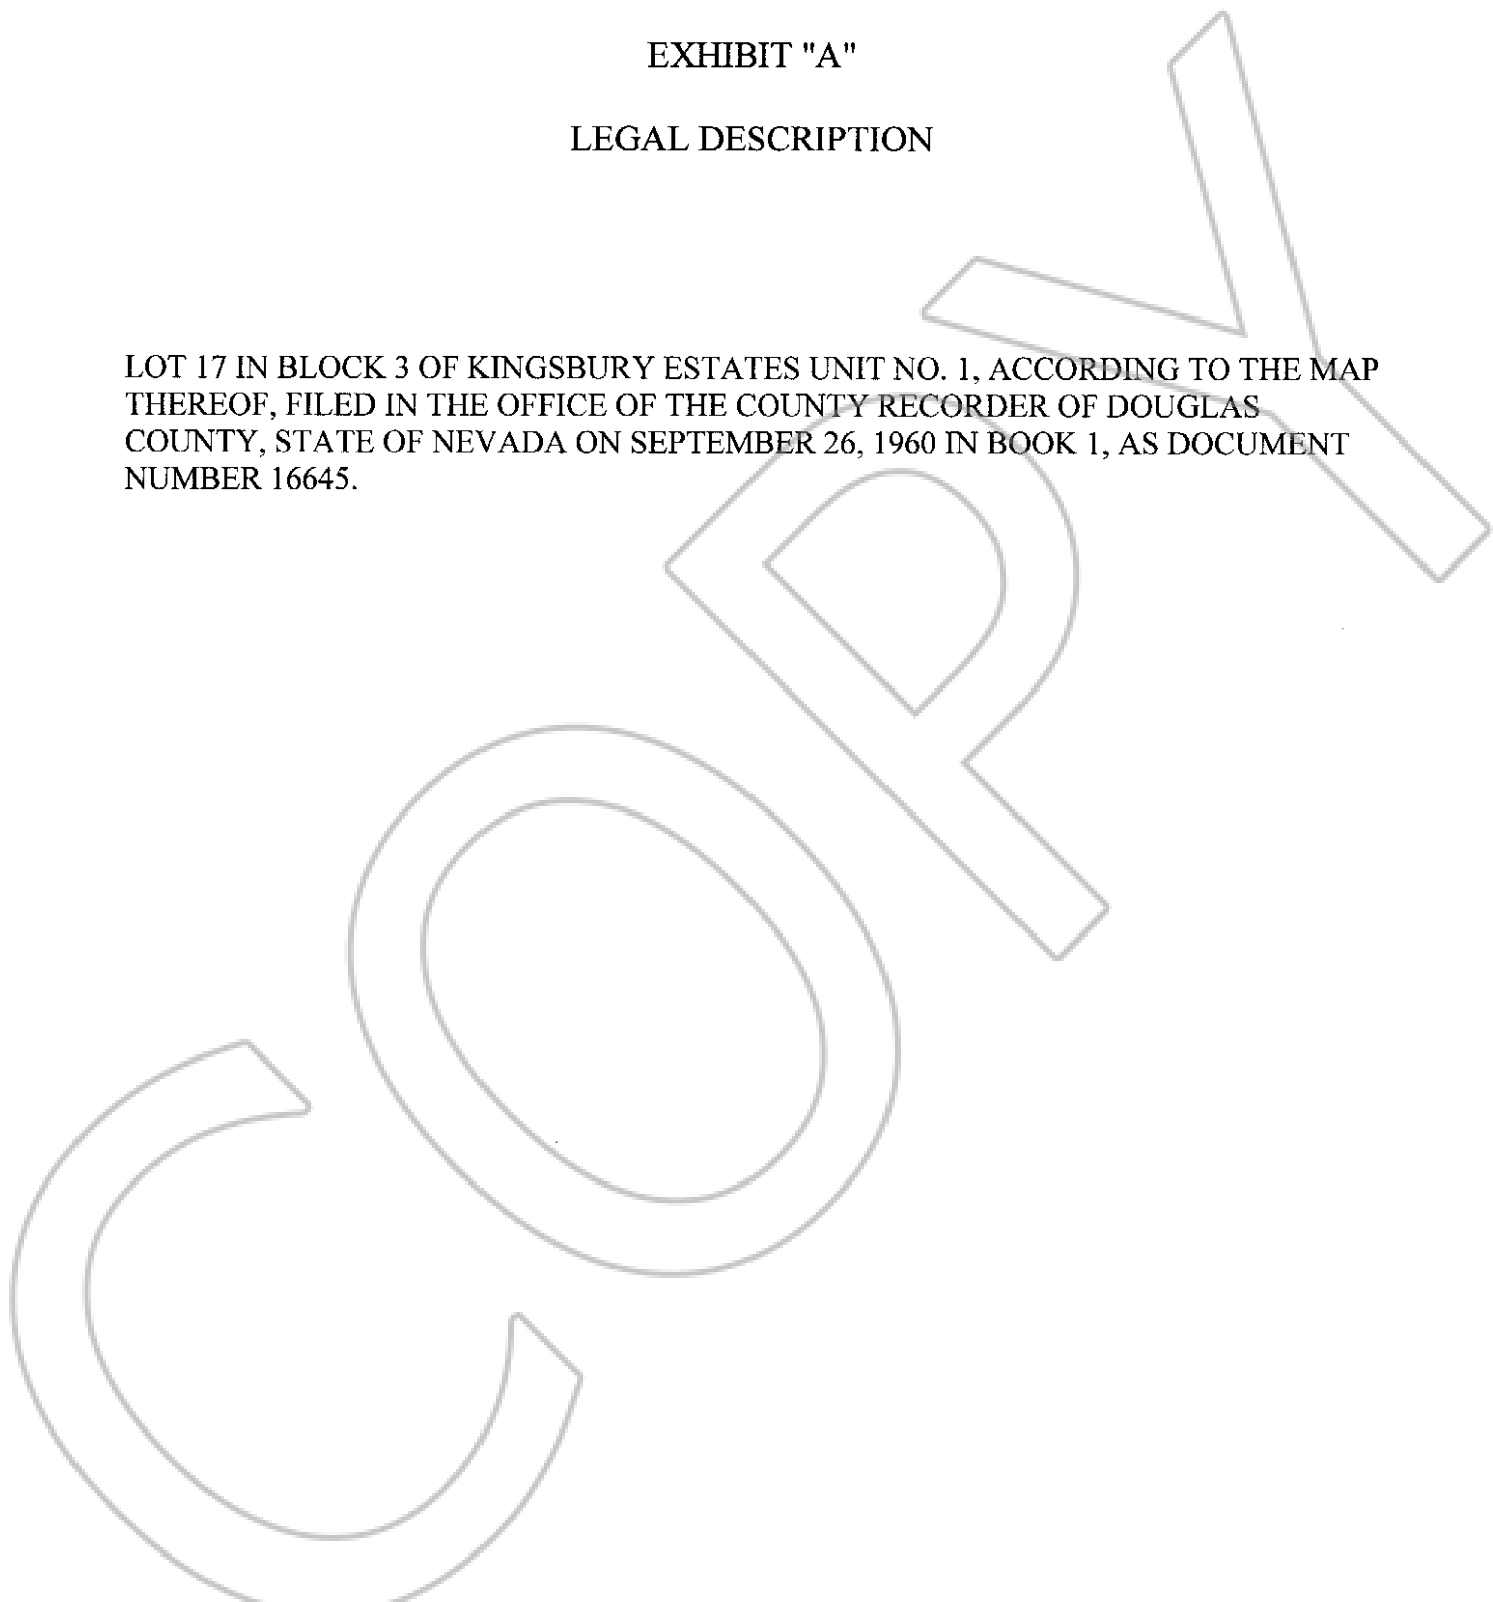 EXHIBIT "A"
LEGAL DESCRIPTION
LOT 17 IN BLOCK 3 OF KINGSBURY ESTATES UNIT NO. 1, ACCORDING TO THE MAP
THEREOF, FILED IN THE OFFICE OF THE COUNTY RECORDER OF DOUGLAS
COUNTY, STATE OF NEVADA ON SEPTEMBER 26, 1960 IN BOOK 1, AS DOCUMENT
NUMBER 16645.
COPY